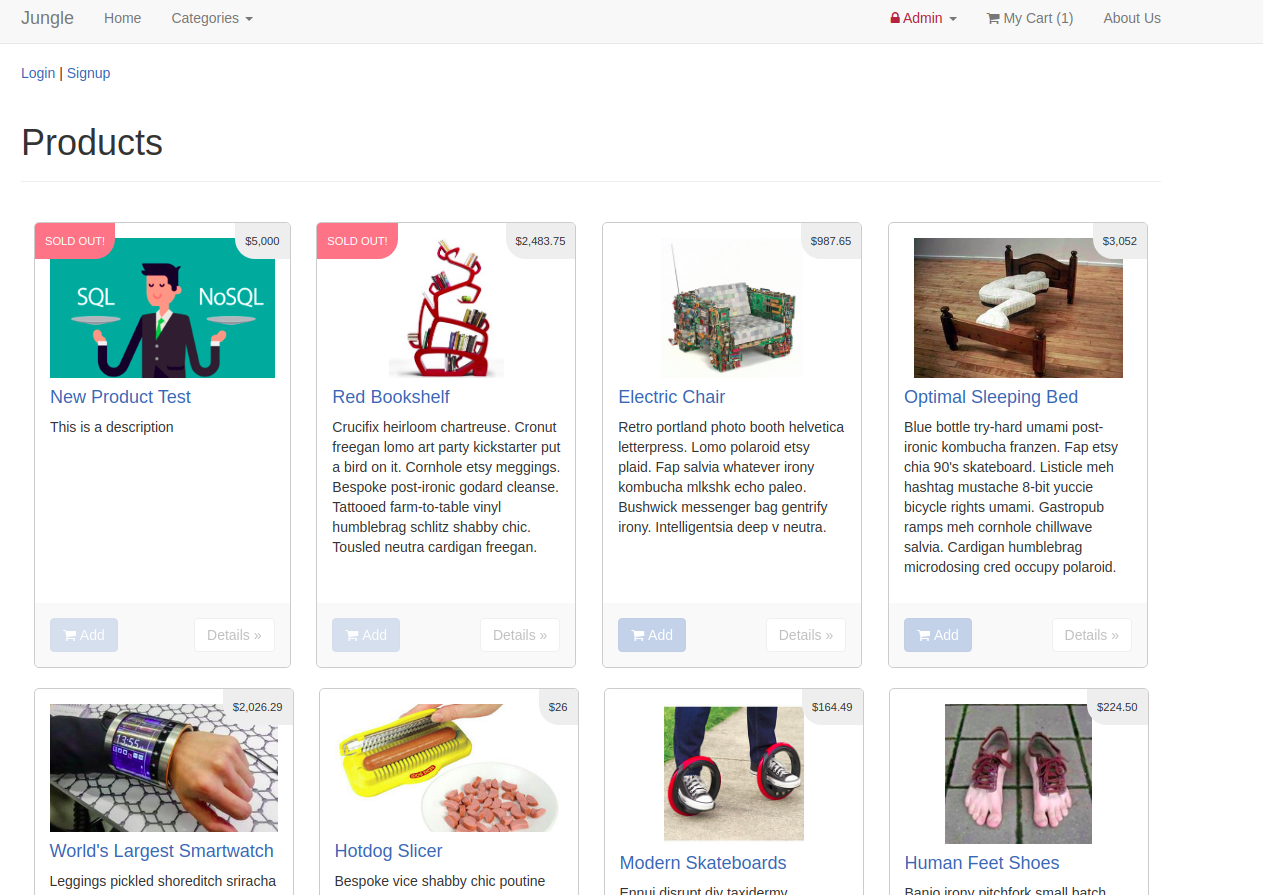 Jungle Home Categories Admin My Cart (1) About Us
Login | Signup
Products
SOLD OUT! $5,000
SQL NoSQL
New Product Test
This is a description
Add Details »
SOLD OUT! $2,483.75
Red Bookshelf
Crucifix heirloom chartreuse. Cronut
freegan lomo art party kickstarter put
a bird on it. Cornhole etsy meggings.
Bespoke post-ironic godard cleanse.
Tattooed farm-to-table vinyl
humblebrag schlitz shabby chic.
Tousled neutra cardigan freegan.
Add Details »
$987.65
Electric Chair
Retro portland photo booth helvetica
letterpress. Lomo polaroid etsy
plaid. Fap salvia whatever irony
kombucha mlkshk echo paleo.
Bushwick messenger bag gentrify
irony. Intelligentsia deep v neutra.
Add Details »
$3,052
Optimal Sleeping Bed
Blue bottle try-hard umami post-
ironic kombucha franzen. Fap etsy
chia 90's skateboard. Listicle meh
hashtag mustache 8-bit yuccie
bicycle rights umami. Gastropub
ramps meh cornhole chillwave
salvia. Cardigan humblebrag
microdosing cred occupy polaroid.
Add Details »
$2,026.29
13:55
World's Largest Smartwatch
Leggings pickled shoreditch sriracha
$26
Hotdog Slicer
Bespoke vice shabby chic poutine
$164.49
Modern Skateboards
Ennui disrupt diy taxidermy
$224.50
Human Feet Shoes
Banjo irony pitchfork small batch